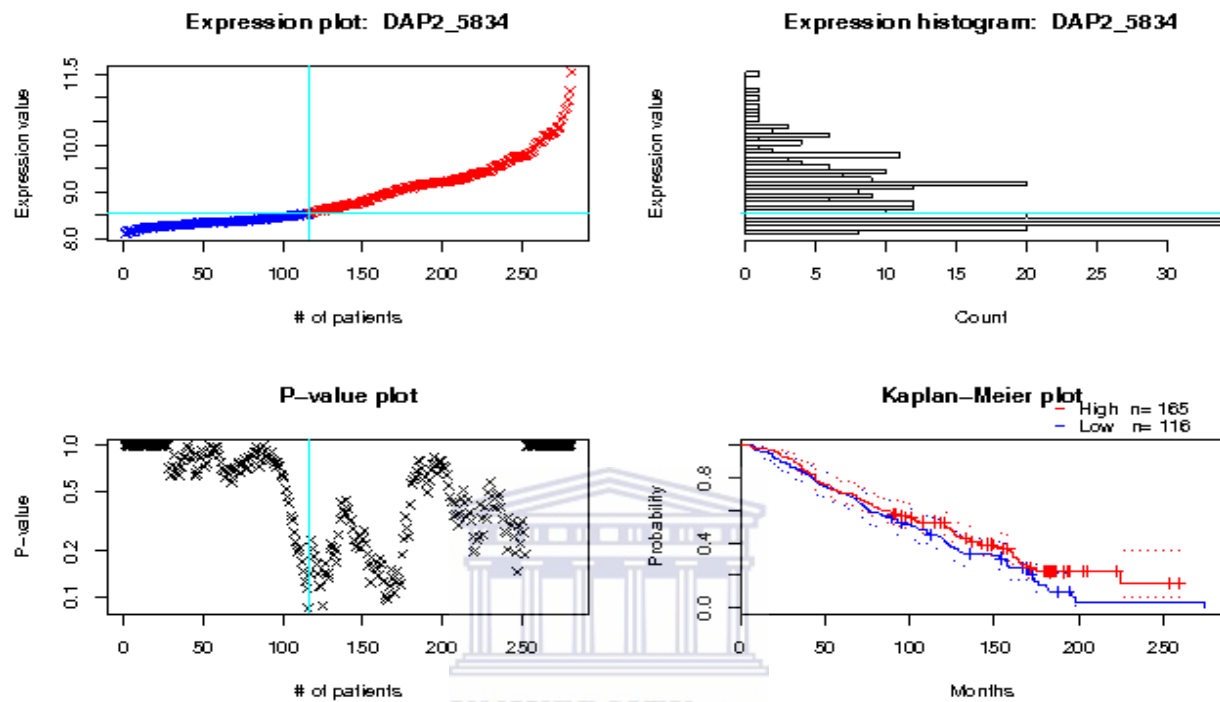 Expression plot: DAP2_5834
Expression value
8.0 9.0 10.0 11.5
0 50 100 150 200 250
# of patients
Expression histogram: DAP2_5834
Expression value
0 5 10 15 20 25 30
Count
P-value plot
P-value
0.1 0.2 0.5 1.0
0 50 100 150 200 250
# of patients
Kaplan-Meier plot
High n= 165
Low n= 116
Probability
0.0 0.4 0.8
0 50 100 150 200 250
Months